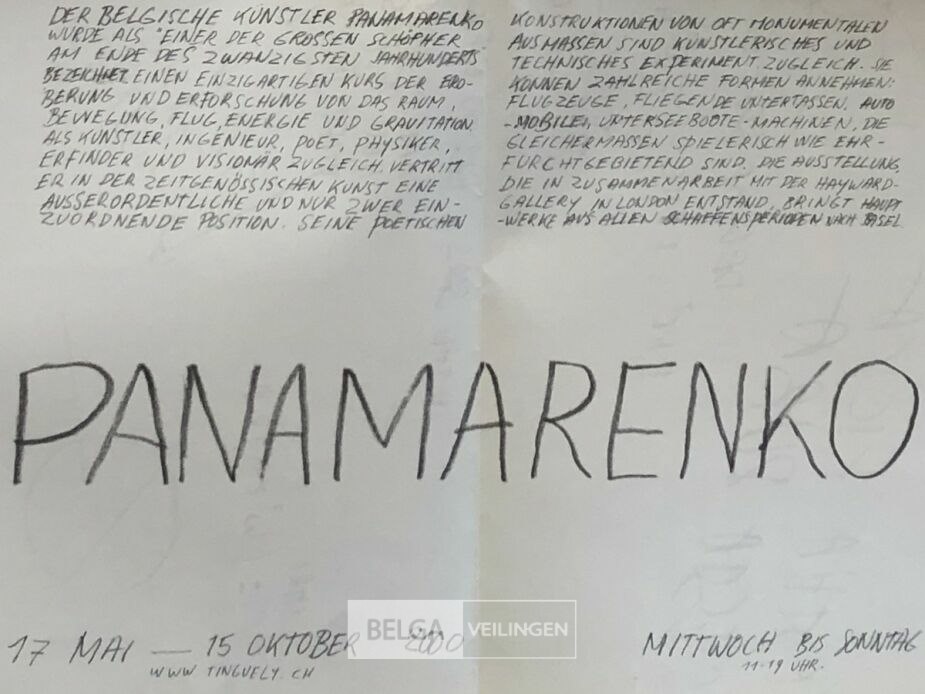 DER BELGISCHE KÜNSTLER PANAMARENKO
WURDE ALS "EINER DER GROSSEN SCHÖPHER
AM ENDE DES ZWANZIGSTEN JAHRHUNDERTS
BEZEICHNET EINEN EINZIGARTIGEN KURS DER ERO-
BERUNG UND ERFORSCHUNG VON DAS RAUM,
BEWEGUNG, FLUG, ENERGIE UND GRAVITATION.
ALS KÜNSTLER, INGENIEUR, POET, PHYSIKER,
ERFINDER UND VISIONÄR ZUGLEICH. VERTRITT
ER IN DER ZEITGENÖSSISCHEN KUNST EINE
AUSSERORDENTLICHE UND NUR ZWER EIN-
ZUORDNENDE POSITION. SEINE POETISCHEN
KONSTRUKTIONEN VON OFT MONUMENTALEN
AUSMASSEN SIND KUNSTLERISCHES UND
TECHNISCHES EXPERIMENT ZUGLEICH. SIE
KÖNNEN ZAHLREICHE FORMEN ANNEHMEN:
FLUGZEUGE, FLIEGENDE UNTERTASSEN, AUTO
-MOBILE, UNTERSEEBOOTE-MACHINEN, DIE
GLEICHERMASSEN SPIELERISCH WIE EHR-
FURCHTGEBIETEND SIND. DIE AUSSTELLUNG,
DIE IN ZUSAMMENARBEIT MIT DER HAYWARD-
GALLERY IN LONDON ENTSTAND, BRINGT HAUPT
-WERKE AUS ALLEN SCHAFFENSPERIODEN NACH BASEL.
PANAMARENKO
17 MAI — 15 OKTOBER 2000
WWW TINGUELY.CH
MITTWOCH BIS SONNTAG
11-19 UHR.
BELGA VEILINGEN